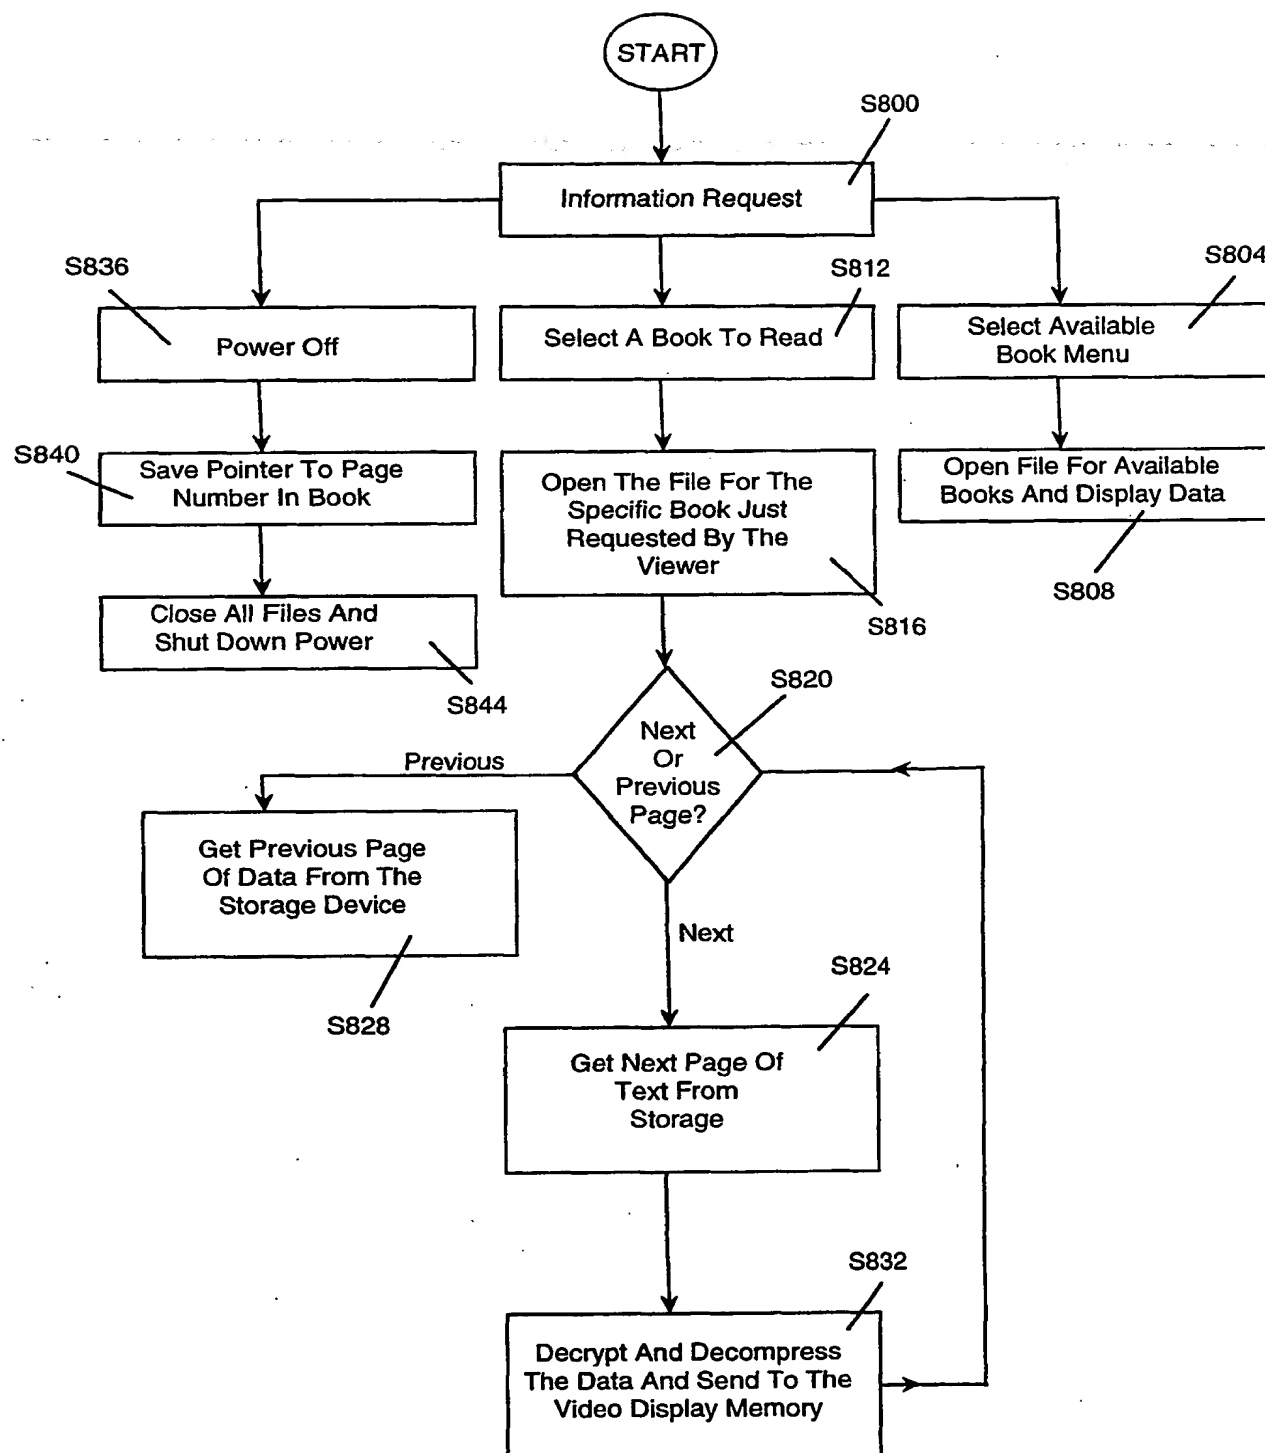 START
S800
Information Request
S836
S812
S804
Power Off
Select A Book To Read
Select Available
Book Menu
S840
Save Pointer To Page
Number In Book
Open The File For The
Specific Book Just
Requested By The
Viewer
Open File For Available
Books And Display Data
S808
Close All Files And
Shut Down Power
S816
S844
S820
Next
Or
Previous
Page?
Previous
Get Previous Page
Of Data From The
Storage Device
S828
Next
S824
Get Next Page Of
Text From
Storage
S832
Decrypt And Decompress
The Data And Send To The
Video Display Memory